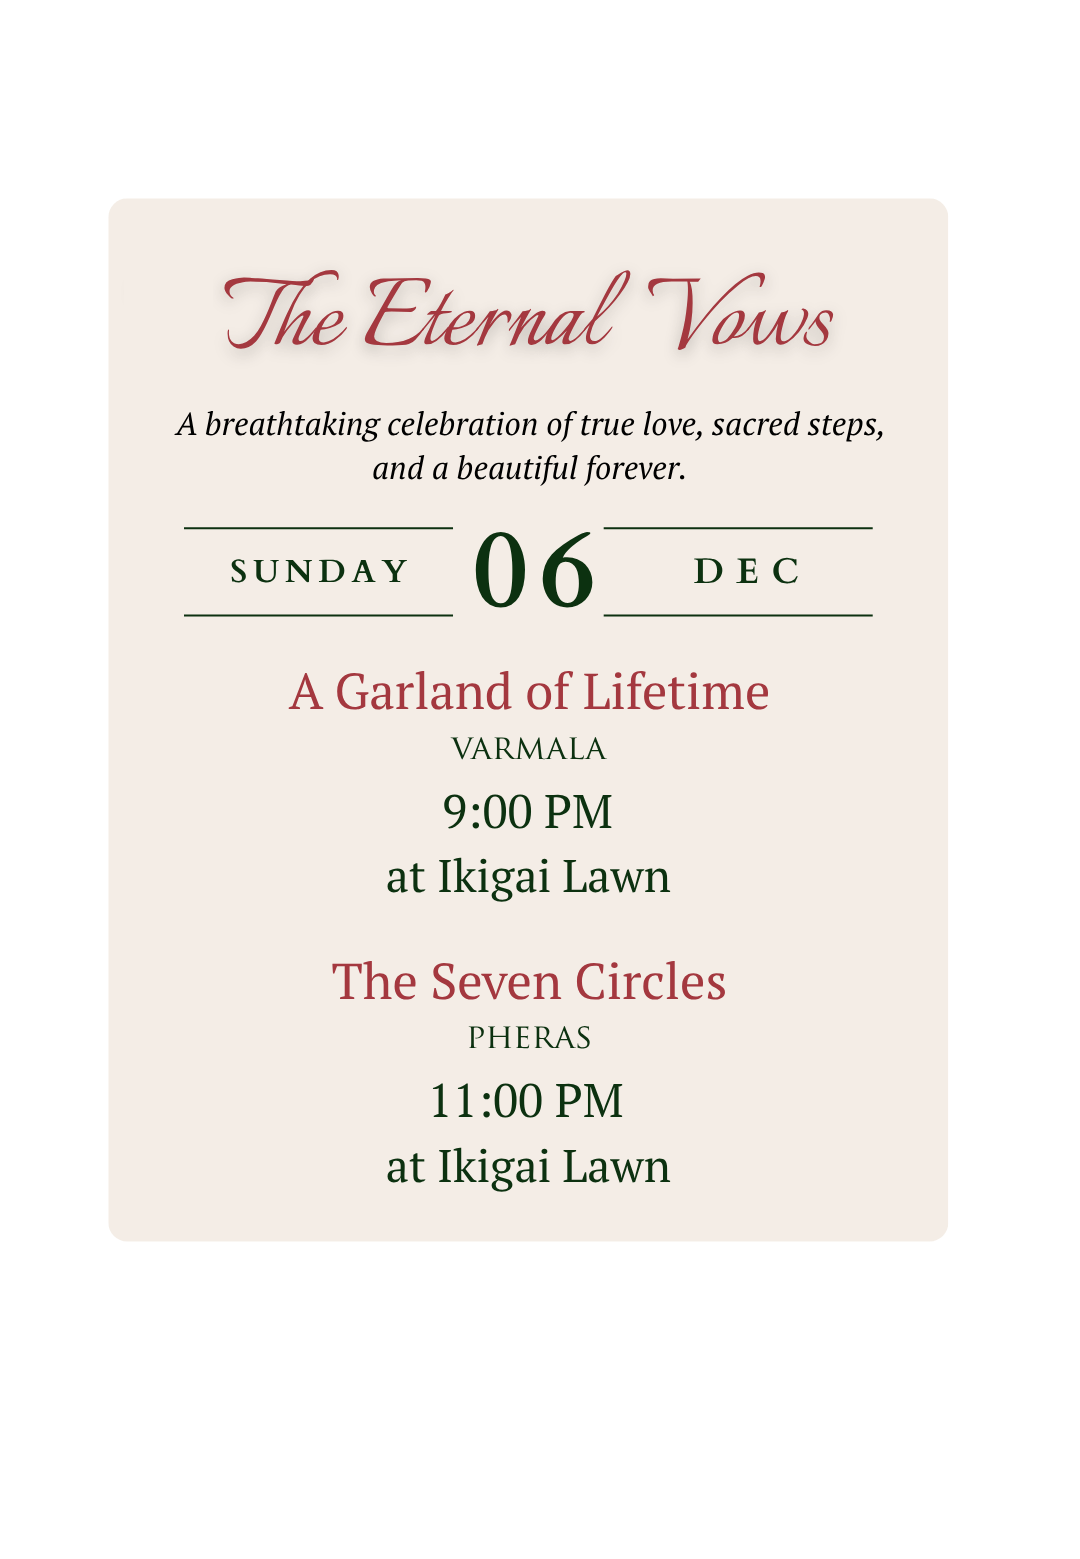 The Eternal Vows
A breathtaking celebration of true love, sacred steps,
and a beautiful forever.
SUNDAY 06 DEC
A Garland of Lifetime
VARMALA
9:00 PM
at Ikigai Lawn
The Seven Circles
PHERAS
11:00 PM
at Ikigai Lawn